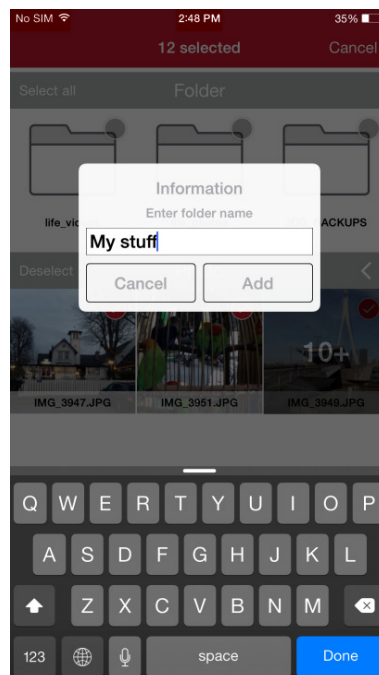 No SIM 2:48 PM 35%
12 selected Cancel
Select all Folder
Information
Enter folder name
life_vi BACKUPS
My stuff
Deselect
Cancel Add
10+
IMG_3947.JPG IMG_3951.JPG IMG_3949.JPG
Q W E R T Y U I O P
A S D F G H J K L
Z X C V B N M
123 space Done